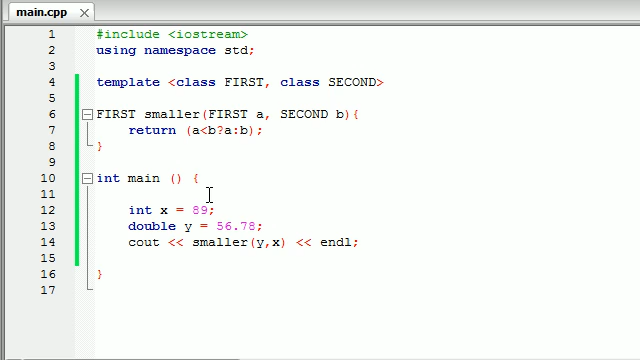 main.cpp
1 #include <iostream>
2 using namespace std;
3
4 template <class FIRST, class SECOND>
5
6 FIRST smaller(FIRST a, SECOND b){
7 return (a<b?a:b);
8 }
9
10 int main () {
11
12 int x = 89;
13 double y = 56.78;
14 cout << smaller(y,x) << endl;
15
16 }
17